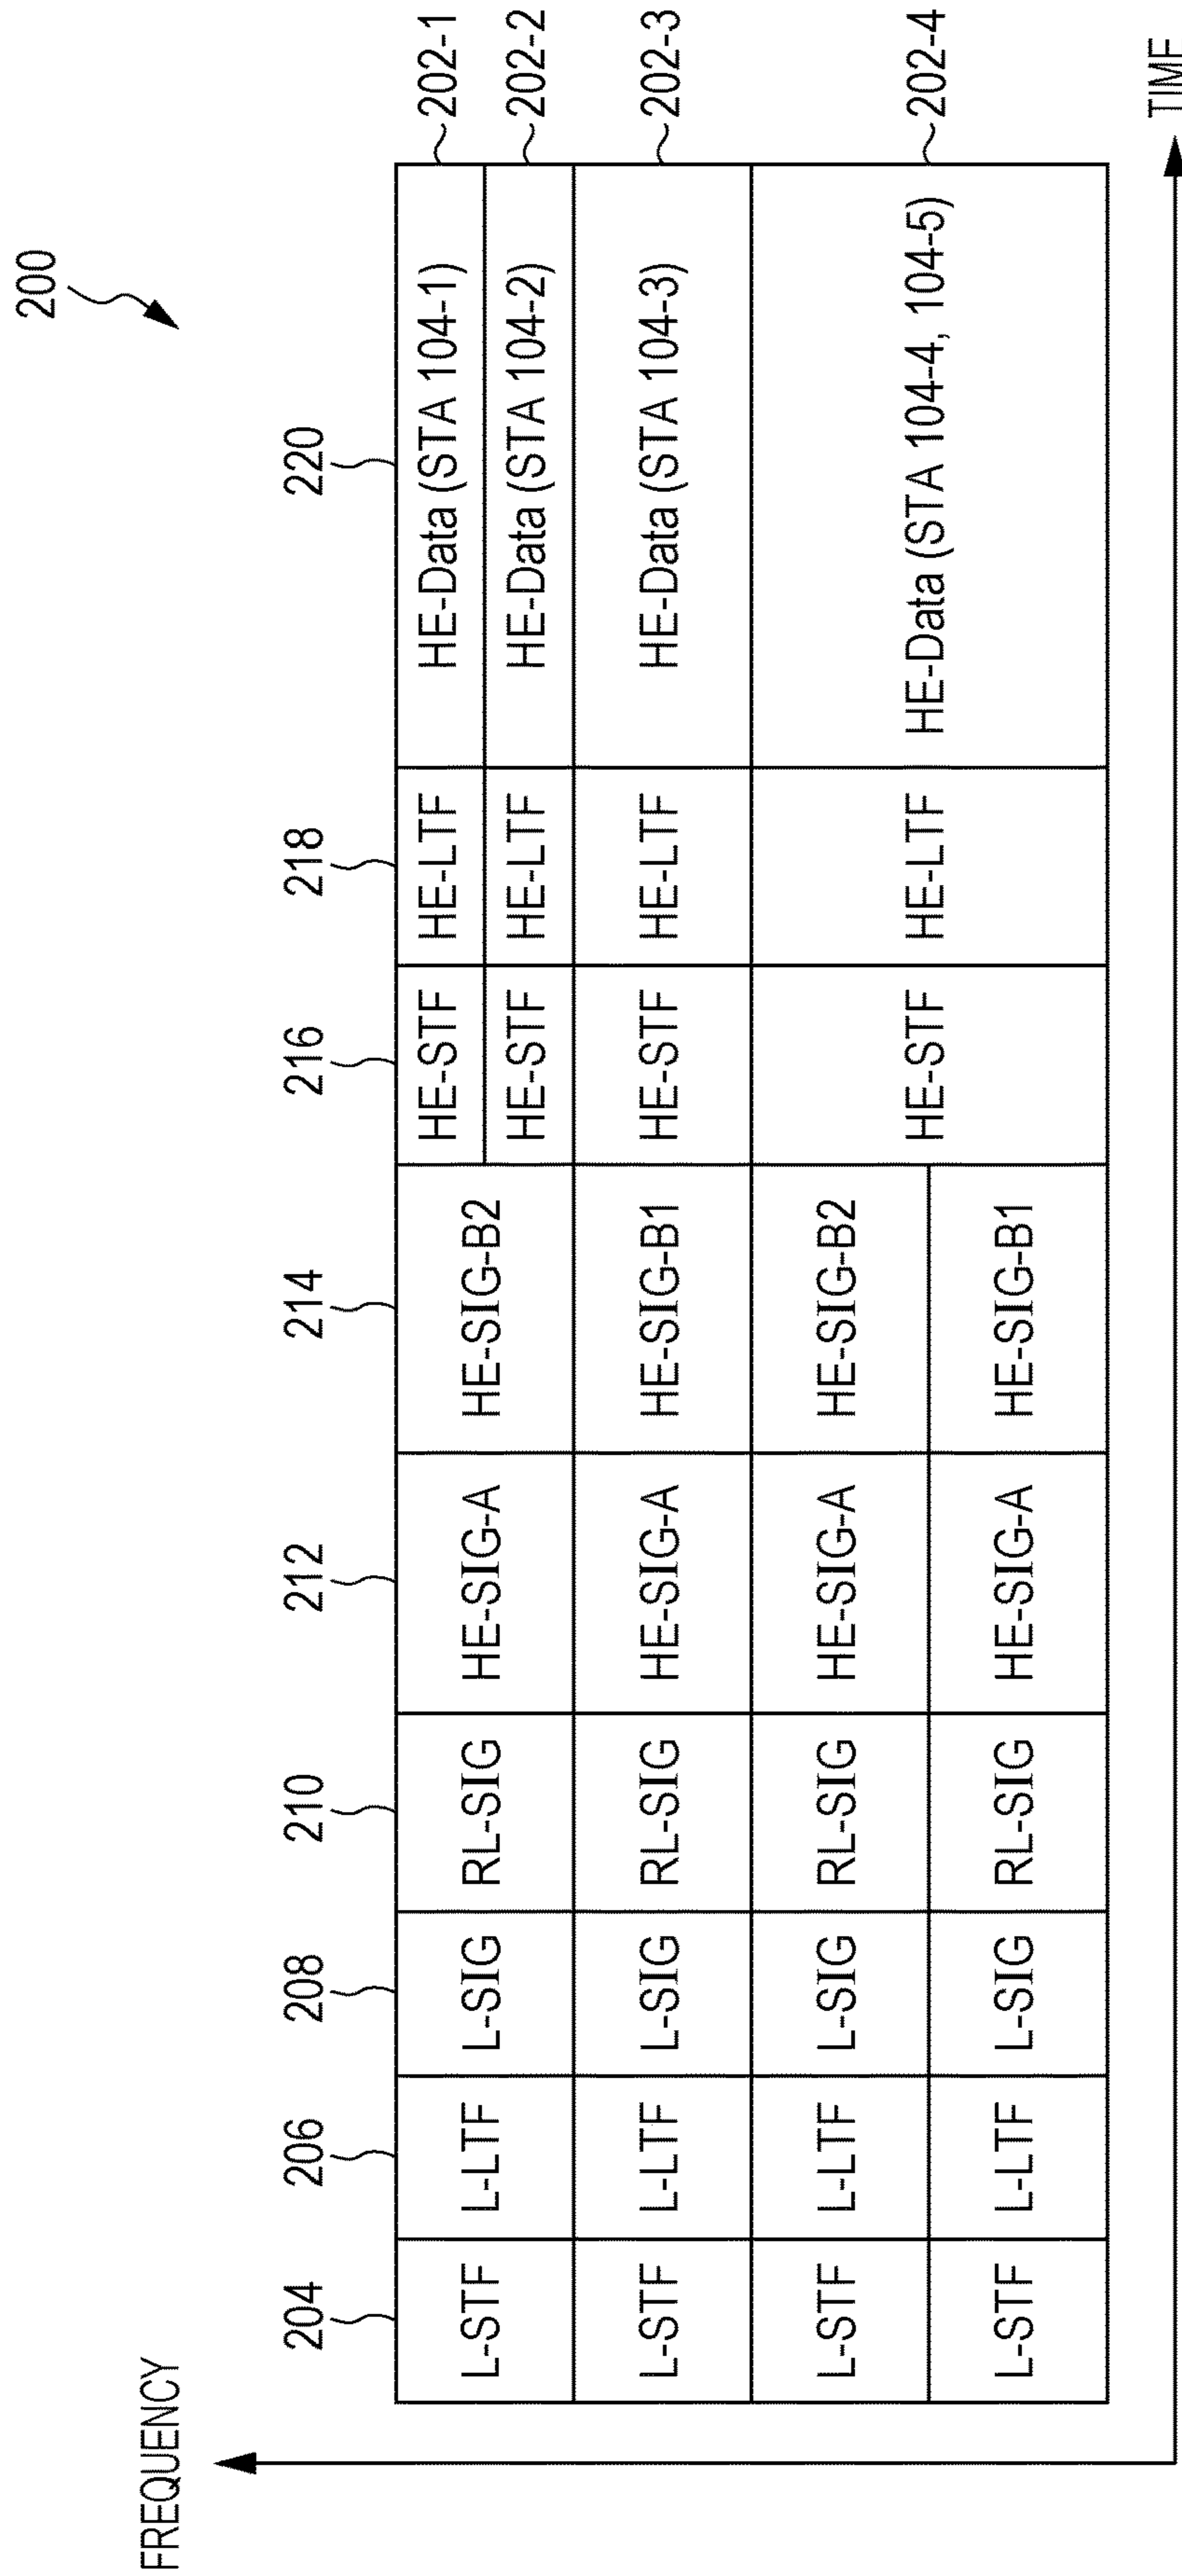 200
FREQUENCY
204 206 208 210 212 214 216 218 220
L-STF L-LTF L-SIG RL-SIG HE-SIG-A HE-SIG-B2 HE-STF HE-LTF HE-Data (STA 104-1) 202-1
HE-STF HE-LTF HE-Data (STA 104-2) 202-2
L-STF L-LTF L-SIG RL-SIG HE-SIG-A HE-SIG-B1 HE-STF HE-LTF HE-Data (STA 104-3) 202-3
L-STF L-LTF L-SIG RL-SIG HE-SIG-A HE-SIG-B2 HE-STF HE-LTF HE-Data (STA 104-4, 104-5) 202-4
L-STF L-LTF L-SIG RL-SIG HE-SIG-A HE-SIG-B1
TIME